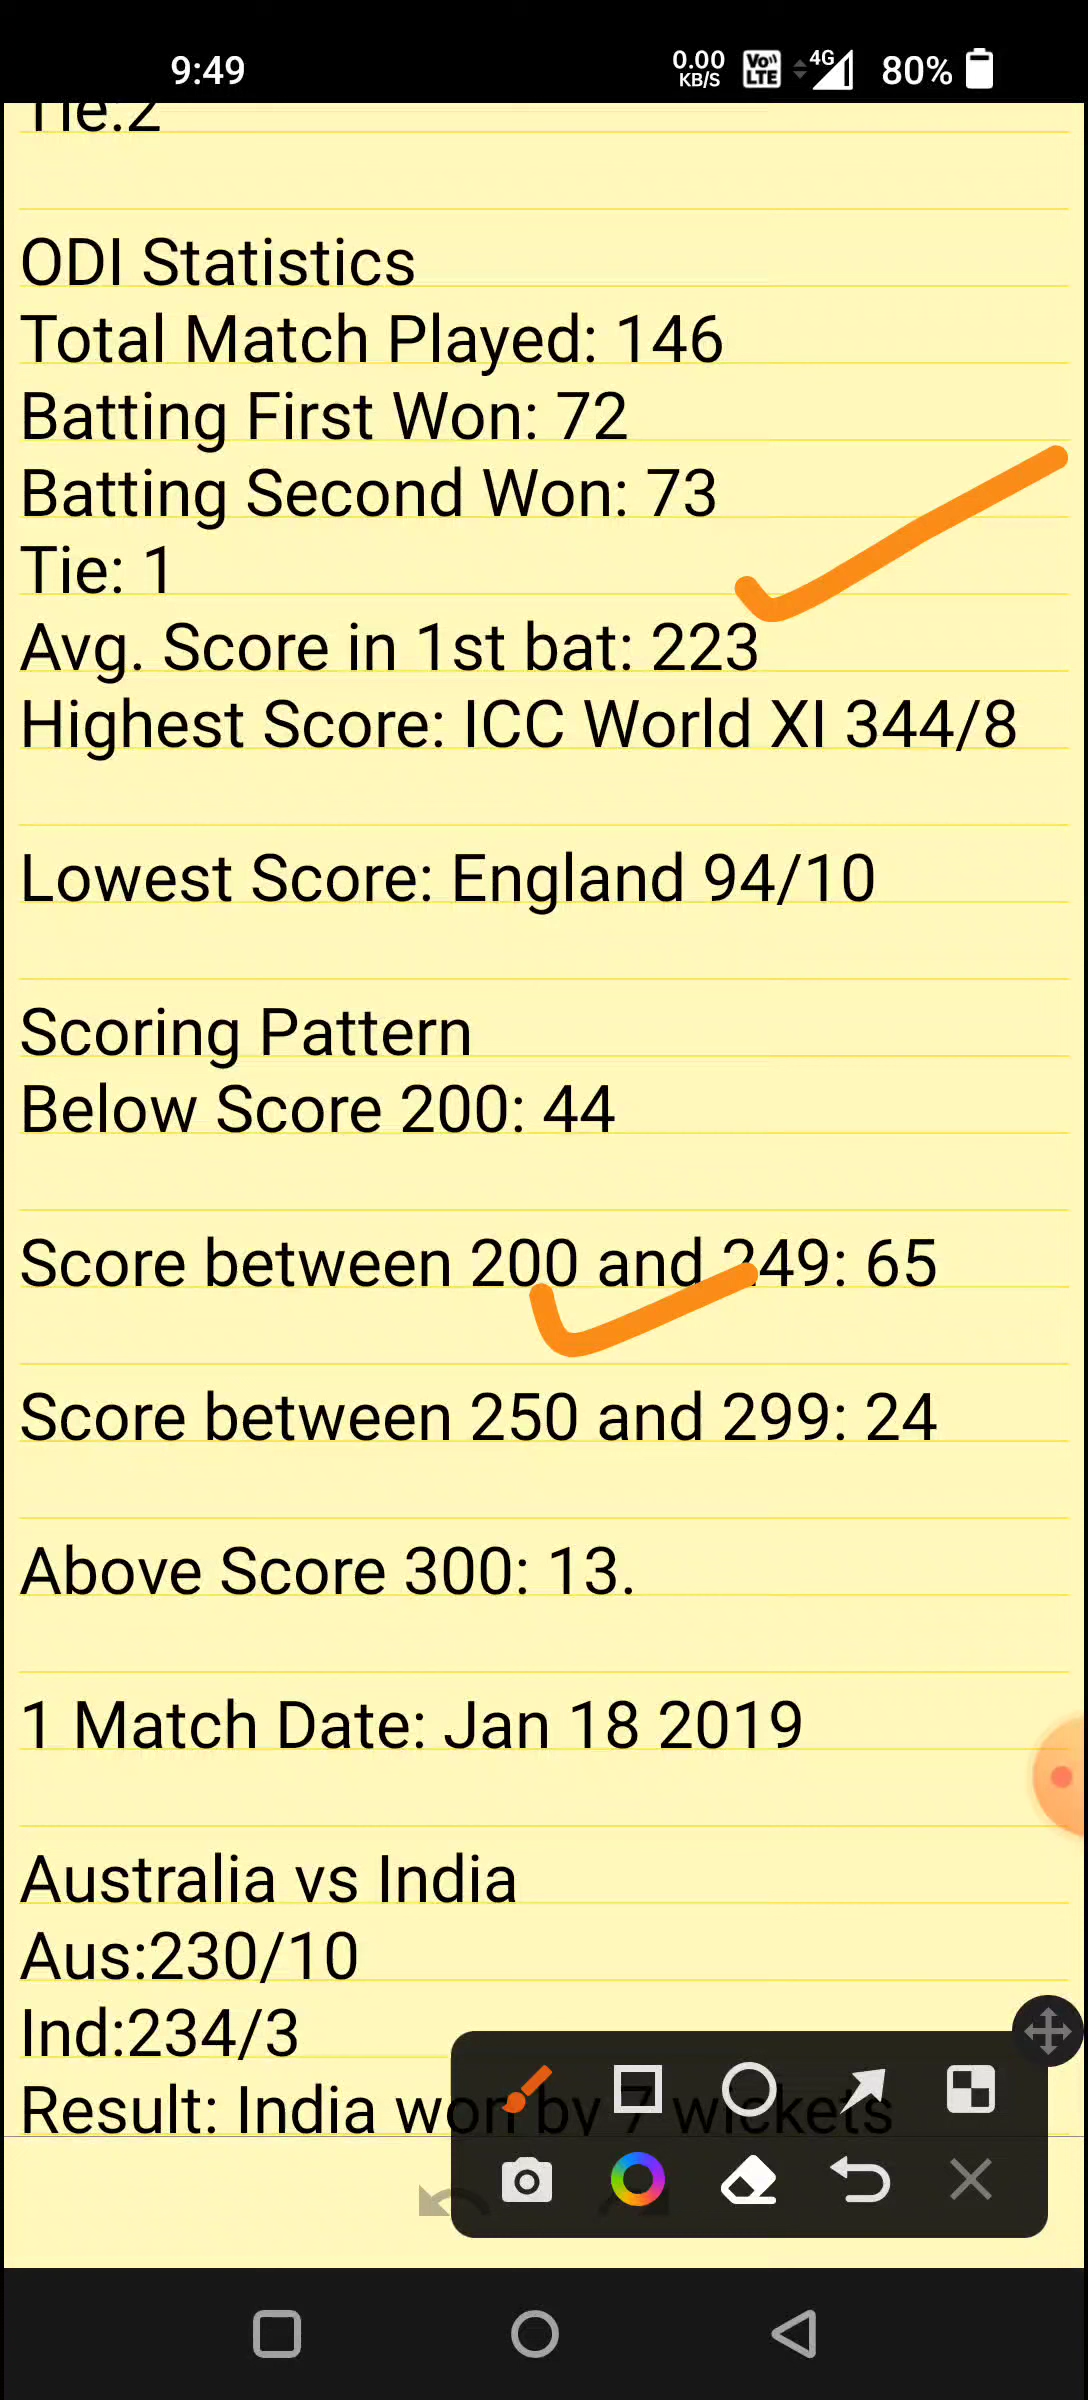 9:49
0.00 KB/S Vo LTE 4G 80%
Tie:2
ODI Statistics
Total Match Played: 146
Batting First Won: 72
Batting Second Won: 73
Tie: 1
Avg. Score in 1st bat: 223
Highest Score: ICC World XI 344/8
Lowest Score: England 94/10
Scoring Pattern
Below Score 200: 44
Score between 200 and 249: 65
Score between 250 and 299: 24
Above Score 300: 13.
1 Match Date: Jan 18 2019
Australia vs India
Aus:230/10
Ind:234/3
Result: India won by 7 wickets